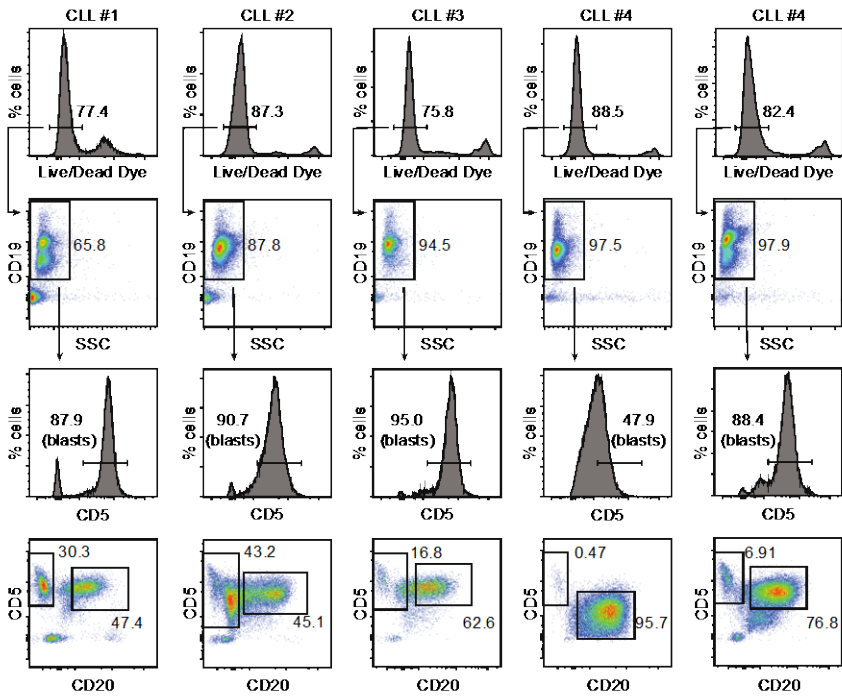 CLL #1 CLL #2 CLL #3 CLL #4 CLL #4
% cells % cells % cells % cells % cells
77.4 87.3 75.8 88.5 82.4
Live/Dead Dye Live/Dead Dye Live/Dead Dye Live/Dead Dye Live/Dead Dye
CD19 CD19 CD19 CD19 CD19
65.8 87.8 94.5 97.5 97.9
SSC SSC SSC SSC SSC
% cells % cells % cells % cells % cells
87.9 90.7 95.0 47.9 88.4
(blasts) (blasts) (blasts) (blasts) (blasts)
CD5 CD5 CD5 CD5 CD5
30.3 43.2 16.8 0.47 6.91
CD5 CD5 CD5 CD5 CD5
47.4 45.1 62.6 95.7 76.8
CD20 CD20 CD20 CD20 CD20